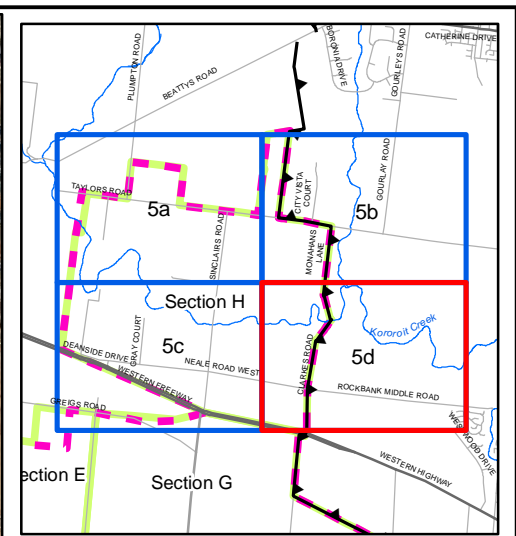 CATHERINE DRIVE
BORONIA DRIVE
GOURLEYS ROAD
PLUMPTON ROAD
BEATTYS ROAD
TAYLORS ROAD
5a
CITY VISTA
COURT
GOURLAY ROAD
5b
SINCLAIRS ROAD
MONAHANS
LANE
Section H
Kororoit Creek
GRAY COURT
DEANSIDE DRIVE
5c
CLARKES ROAD
5d
WESTERN FREEWAY
NEALE ROAD WEST
ROCKBANK MIDDLE ROAD
GREIGS ROAD
WESTWOOD DRIVE
WESTERN HIGHWAY
ection E
Section G